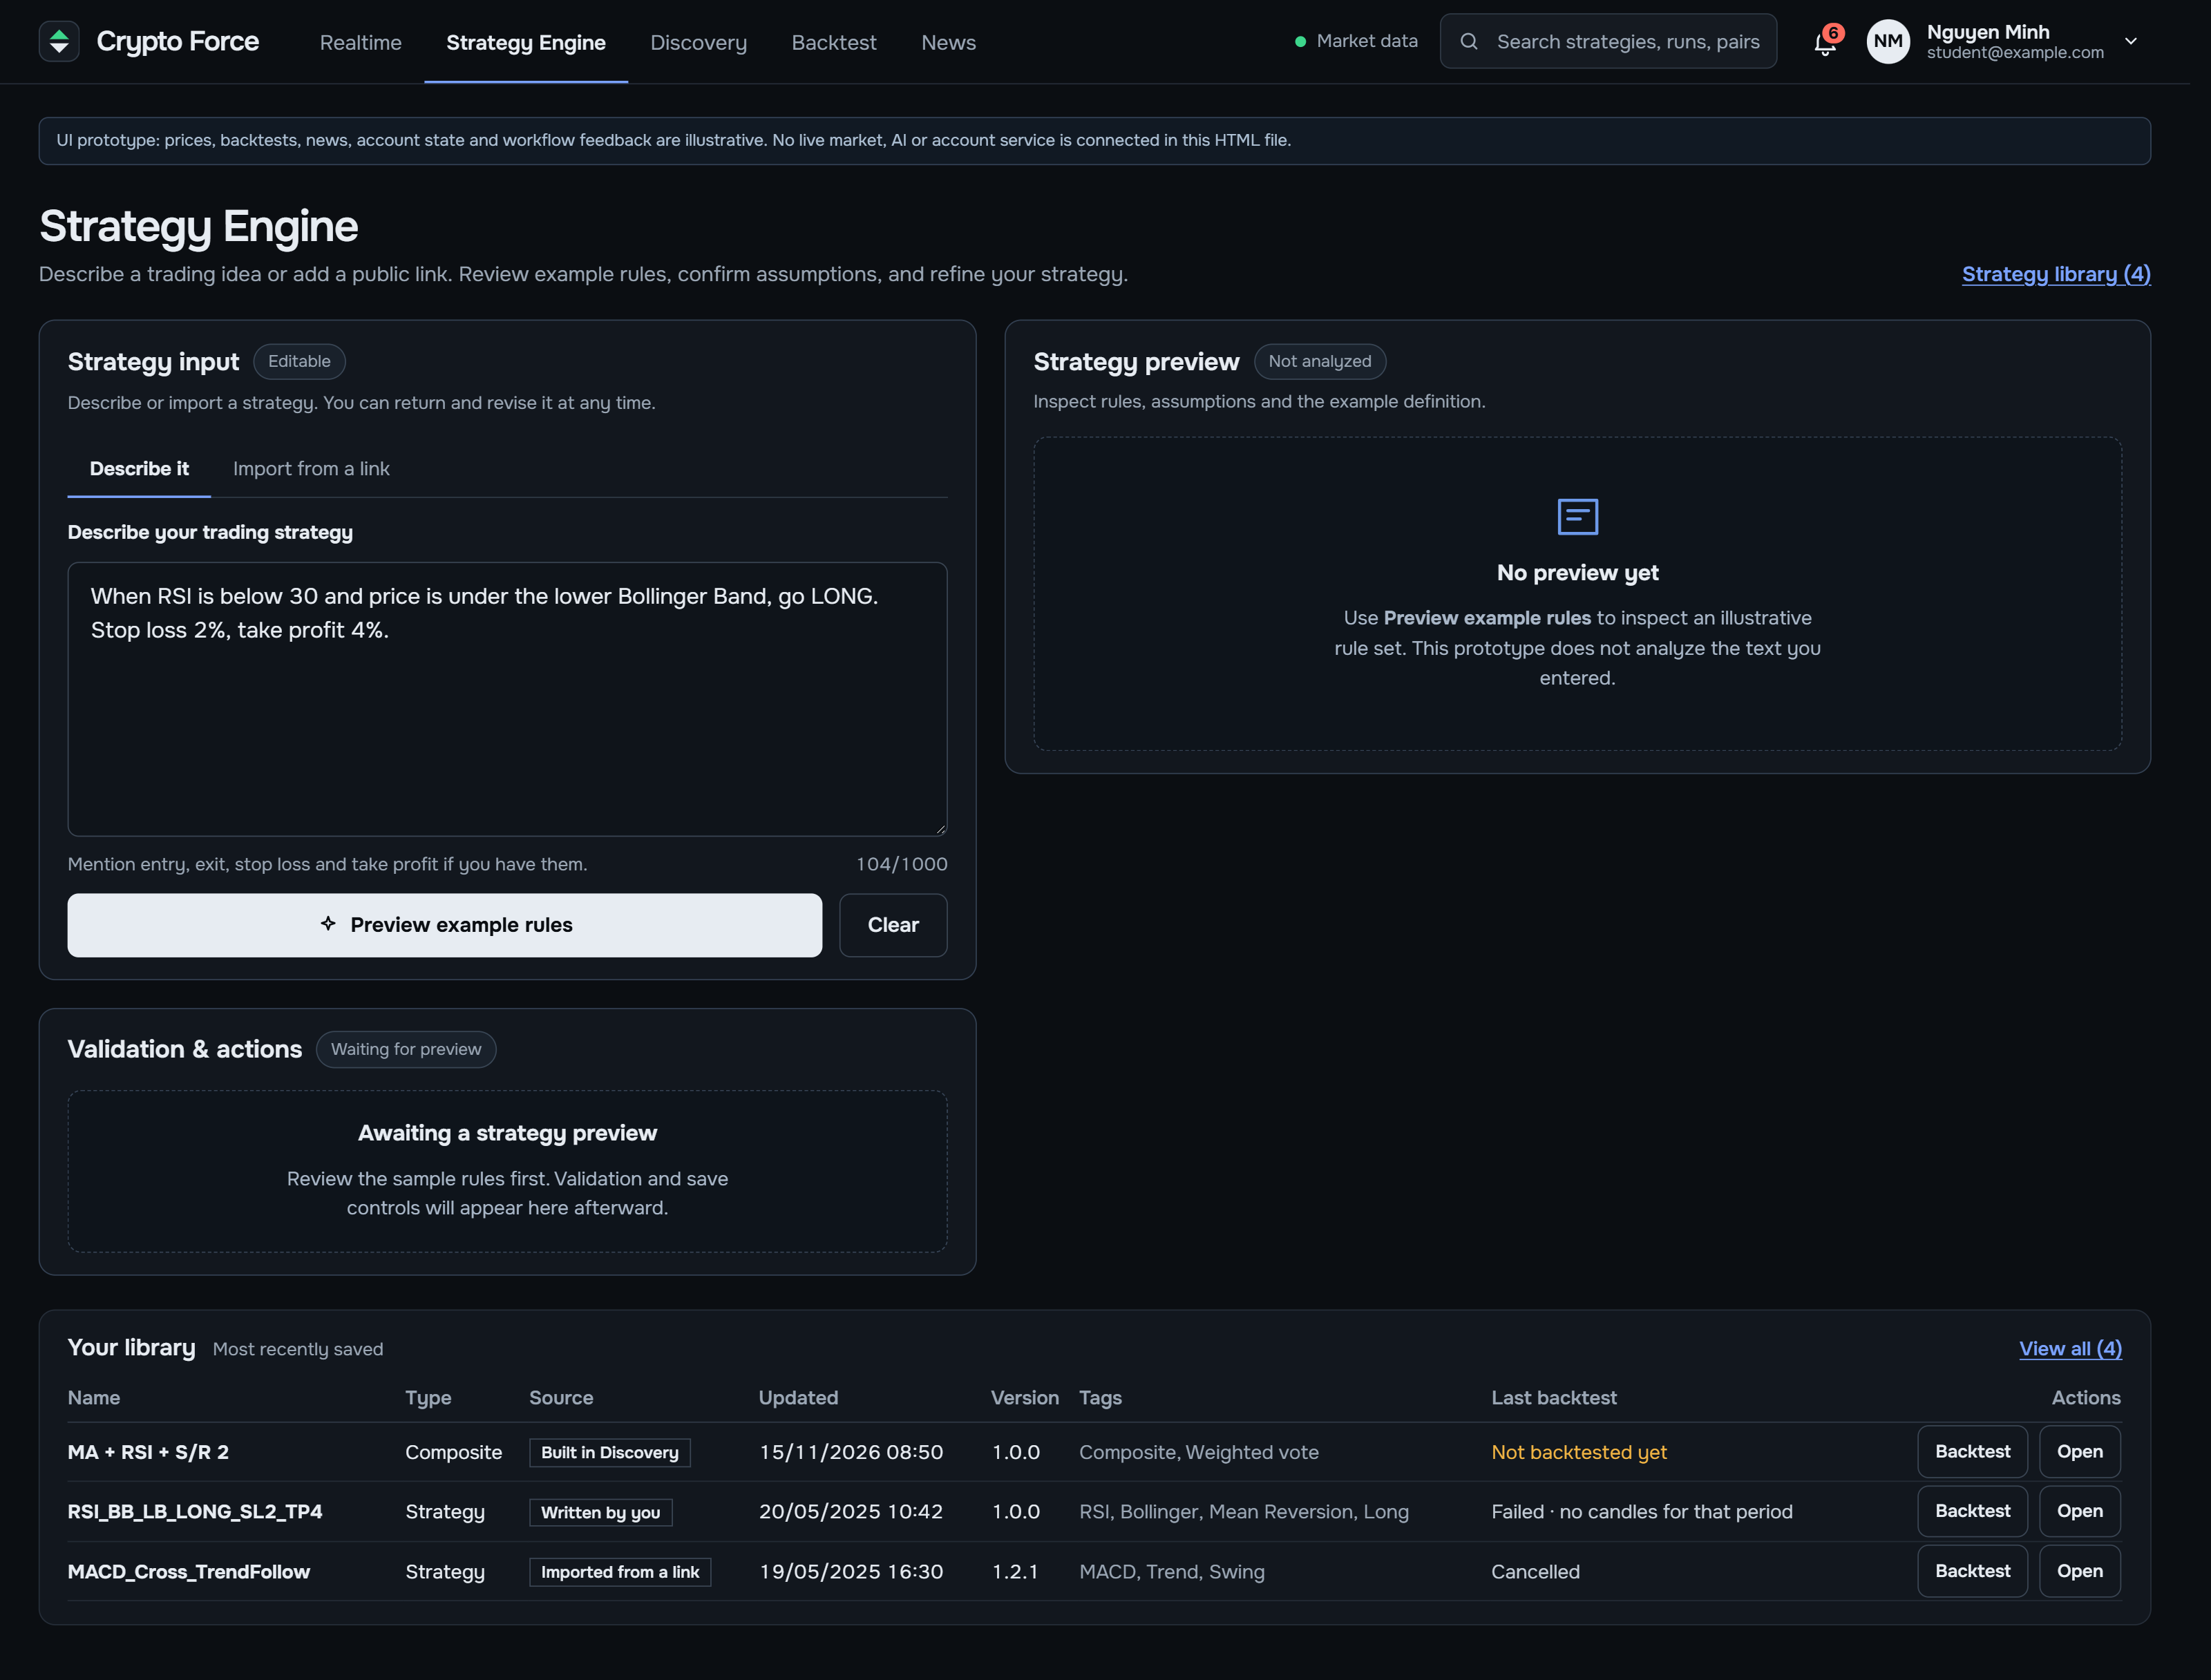 Crypto Force
Realtime
Strategy Engine
Discovery
Backtest
News
Market data
Search strategies, runs, pairs
6
NM
Nguyen Minh
student@example.com
UI prototype: prices, backtests, news, account state and workflow feedback are illustrative. No live market, AI or account service is connected in this HTML file.
Strategy Engine
Describe a trading idea or add a public link. Review example rules, confirm assumptions, and refine your strategy.
Strategy library (4)
Strategy input
Editable
Describe or import a strategy. You can return and revise it at any time.
Describe it
Import from a link
Describe your trading strategy
When RSI is below 30 and price is under the lower Bollinger Band, go LONG.
Stop loss 2%, take profit 4%.
Mention entry, exit, stop loss and take profit if you have them.
104/1000
Preview example rules
Clear
Strategy preview
Not analyzed
Inspect rules, assumptions and the example definition.
No preview yet
Use Preview example rules to inspect an illustrative
rule set. This prototype does not analyze the text you
entered.
Validation & actions
Waiting for preview
Awaiting a strategy preview
Review the sample rules first. Validation and save
controls will appear here afterward.
Your library
Most recently saved
View all (4)
Name Type Source Updated Version Tags Last backtest Actions
MA + RSI + S/R 2 Composite Built in Discovery 15/11/2026 08:50 1.0.0 Composite, Weighted vote Not backtested yet Backtest Open
RSI_BB_LB_LONG_SL2_TP4 Strategy Written by you 20/05/2025 10:42 1.0.0 RSI, Bollinger, Mean Reversion, Long Failed · no candles for that period Backtest Open
MACD_Cross_TrendFollow Strategy Imported from a link 19/05/2025 16:30 1.2.1 MACD, Trend, Swing Cancelled Backtest Open